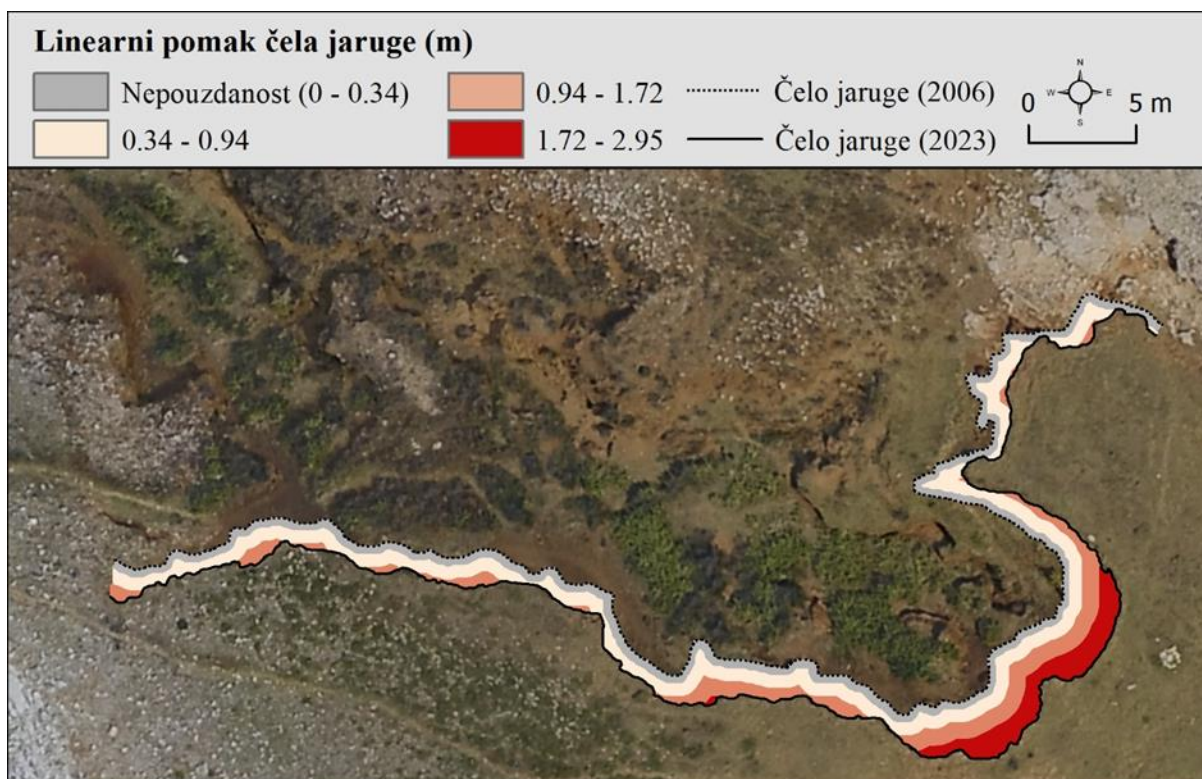 Linearni pomak čela jaruge (m)
Nepouzdanost (0 - 0.34)
0.34 - 0.94
0.94 - 1.72
1.72 - 2.95
Čelo jaruge (2006)
Čelo jaruge (2023)
N
W E
S
0 5 m